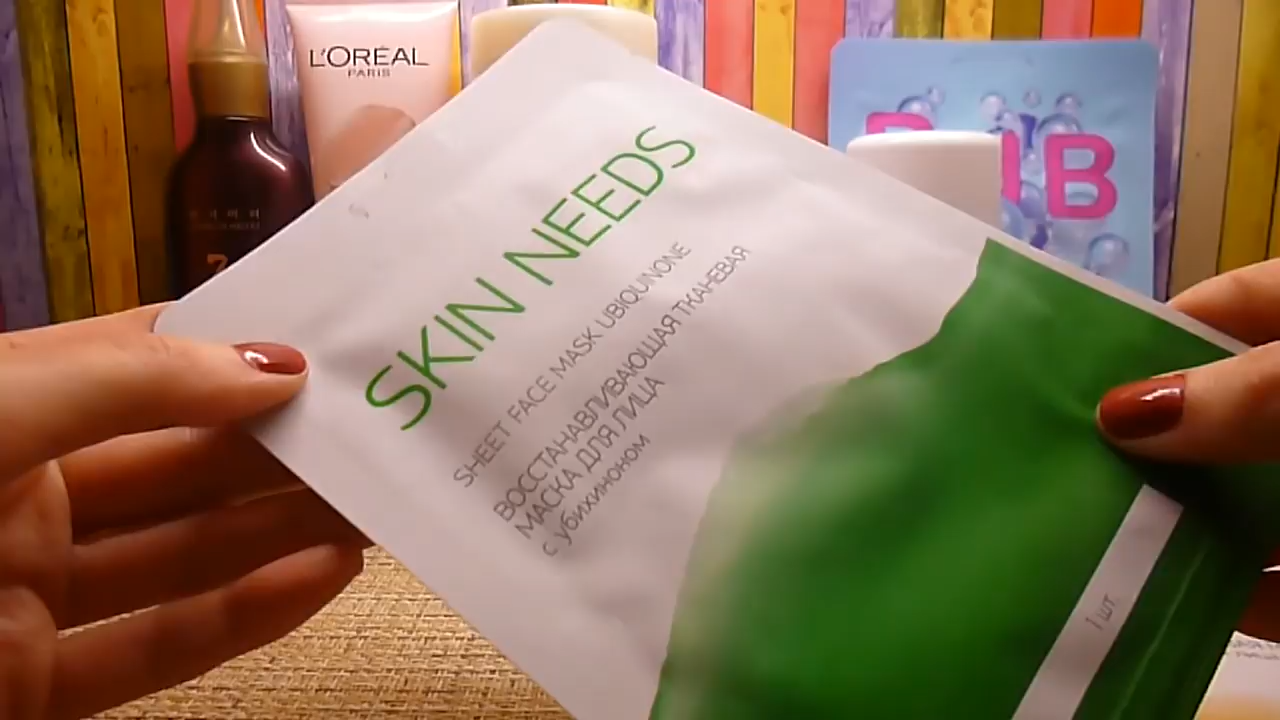 L'ORÉAL
PARIS
SKIN NEEDS
SHEET FACE MASK UBIQUINONE
ВОССТАНАВЛИВАЮЩАЯ ТКАНЕВАЯ
МАСКА ДЛЯ ЛИЦА
с убихиноном
1 шт.